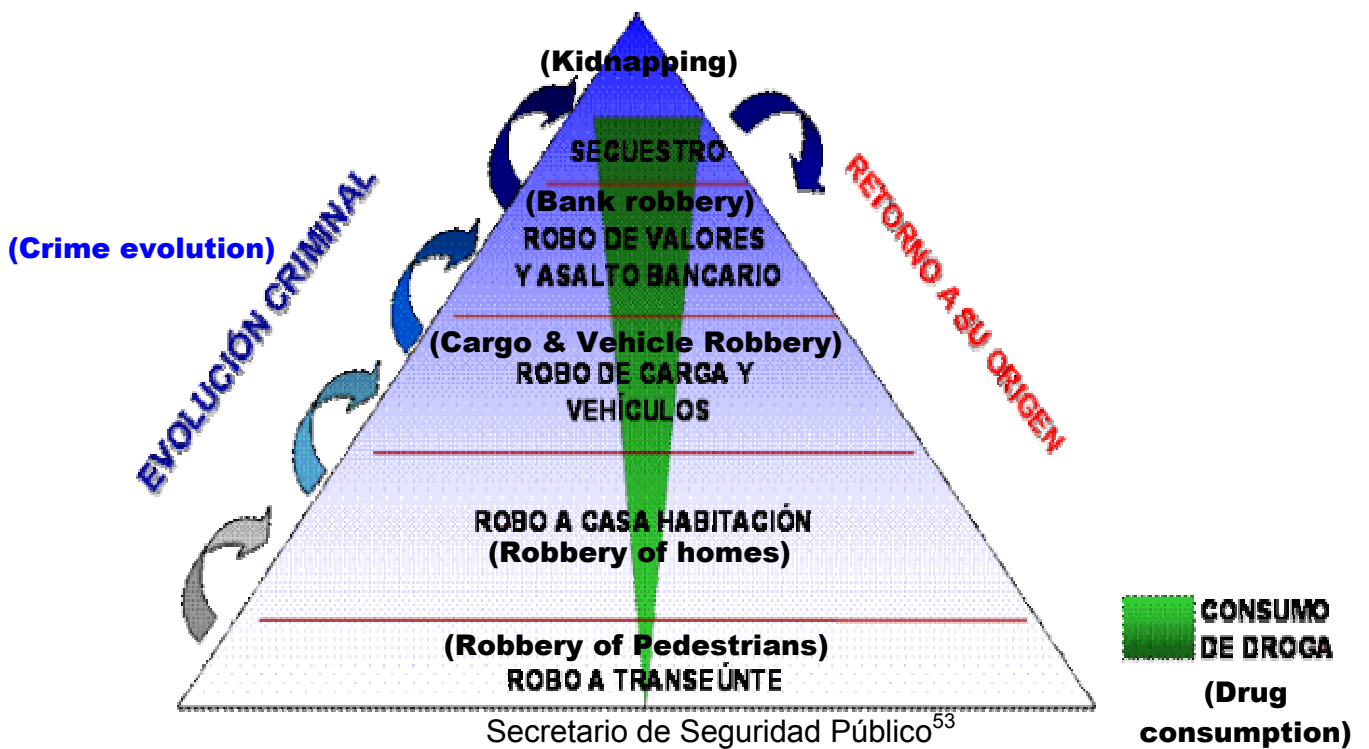 (Kidnapping)
SECUESTRO
(Bank robbery)
ROBO DE VALORES
Y ASALTO BANCARIO
(Cargo & Vehicle Robbery)
ROBO DE CARGA Y
VEHÍCULOS
ROBO A CASA HABITACIÓN
(Robbery of homes)
(Robbery of Pedestrians)
ROBO A TRANSEÚNTE
(Crime evolution)
EVOLUCIÓN CRIMINAL
RETORNO A SU ORIGEN
CONSUMO
DE DROGA
(Drug
consumption)
Secretario de Seguridad Público53